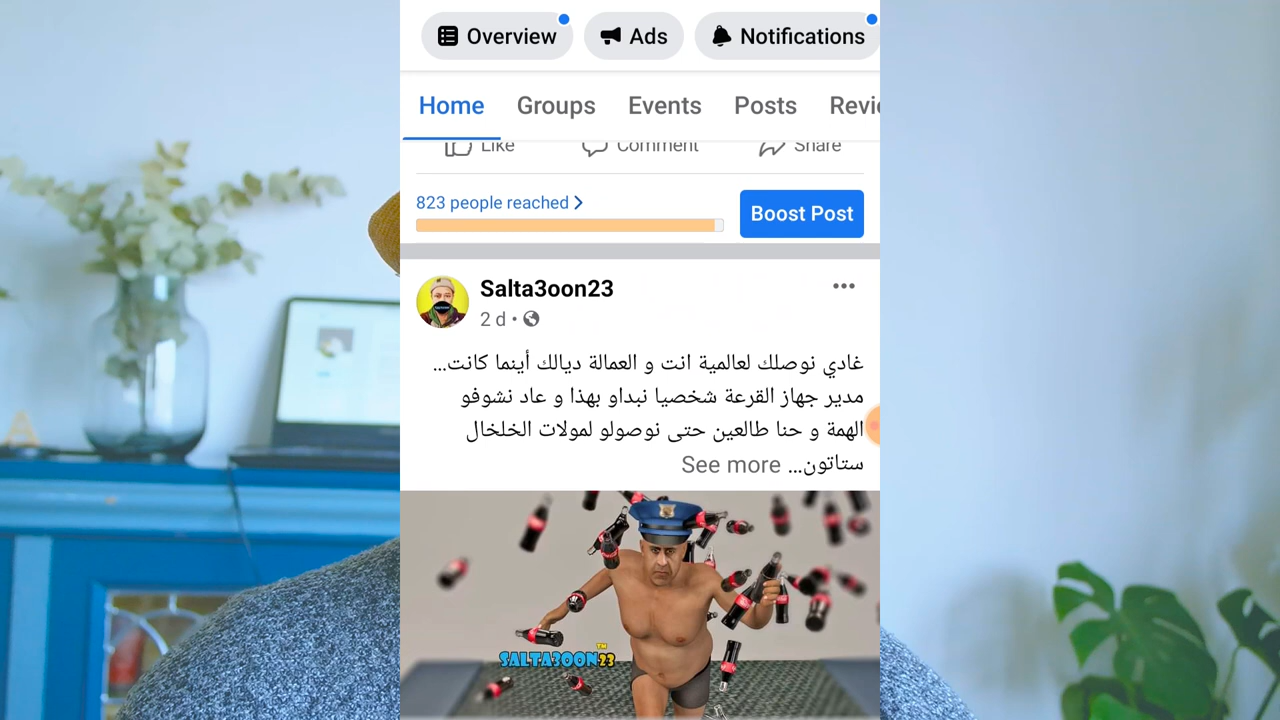 Overview Ads Notifications
Home Groups Events Posts Revie
Like Comment Share
823 people reached
Boost Post
Salta3oon23
2 d
غادي نوصلك لعالمية انت و العمالة ديالك أينما كانت...
مدير جهاز القرعة شخصيا نبداو بهذا و عاد نشوفو
الهمة و حنا طالعين حتى نوصولو لمولات الخلخال
ستاتون... See more
SALTA3OON23 TM